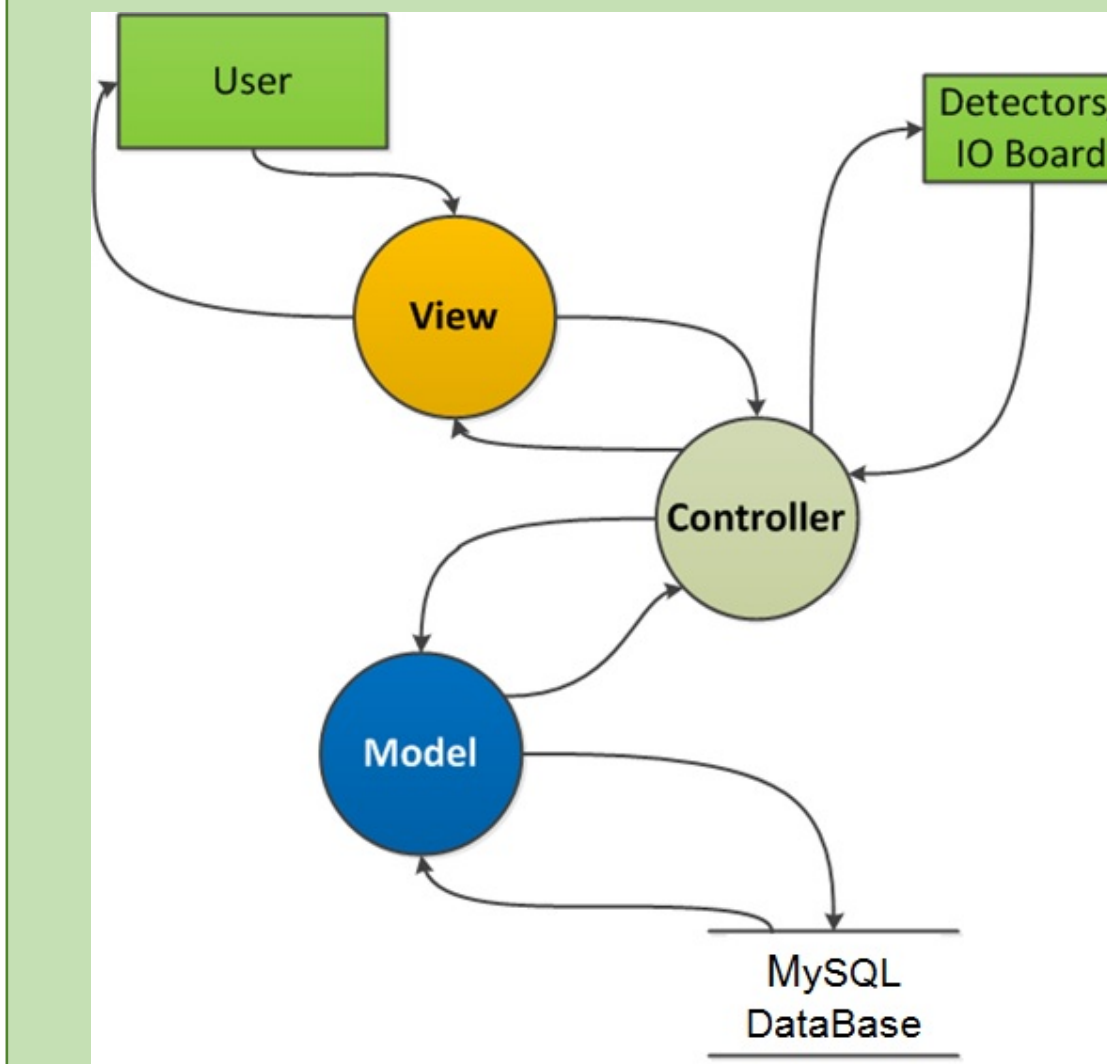 User
Detectors
IO Board
View
Controller
Model
MySQL
DataBase